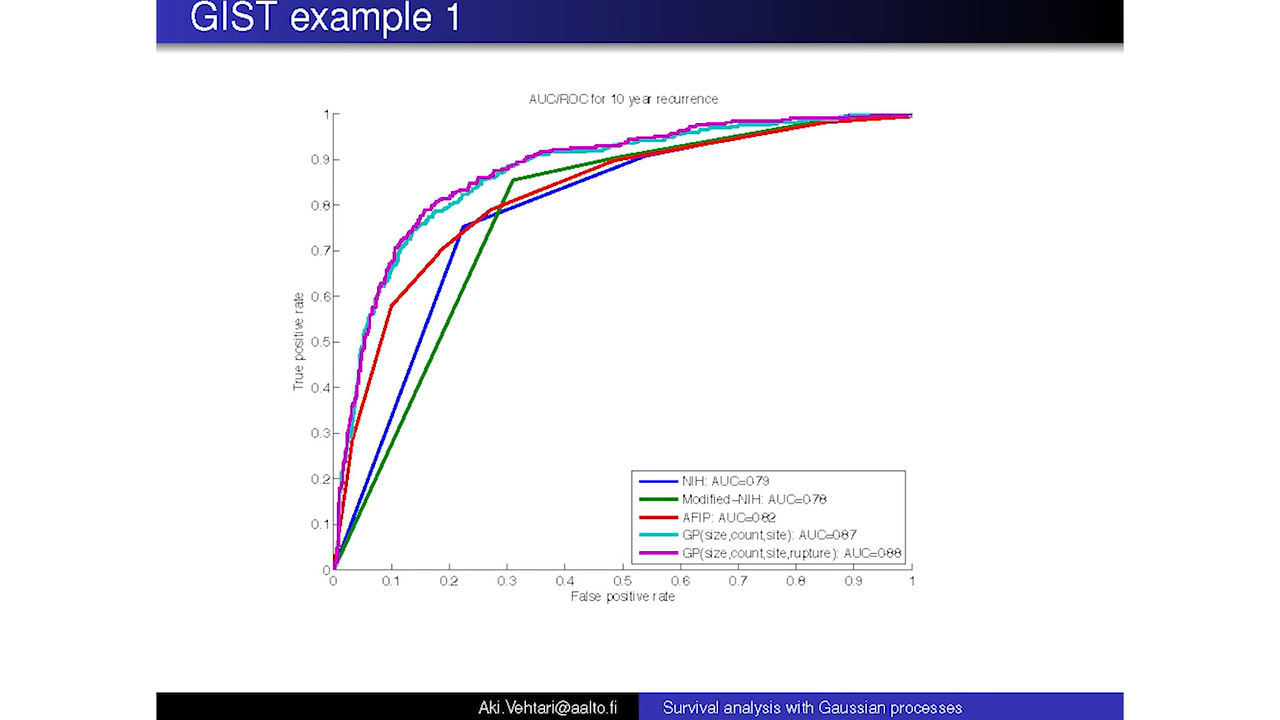 GIST example 1
AUC/ROC for 10 year recurrence
True positive rate
1
0.9
0.8
0.7
0.6
0.5
0.4
0.3
0.2
0.1
0
0 0.1 0.2 0.3 0.4 0.5 0.6 0.7 0.8 0.9 1
False positive rate
NIH: AUC=0.79
Modified-NIH: AUC=0.78
AFIP: AUC=0.82
GP(size,count,site): AUC=0.87
GP(size,count,site,rupture): AUC=0.88
Aki.Vehtari@aalto.fi
Survival analysis with Gaussian processes